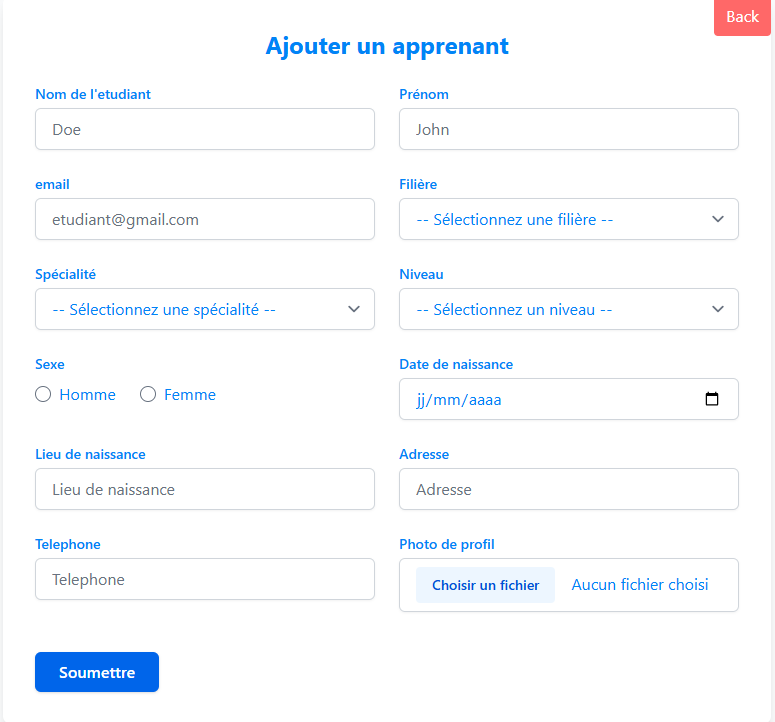 Back
Ajouter un apprenant
Nom de l'etudiant
Prénom
Doe
John
email
Filière
etudiant@gmail.com
-- Sélectionnez une filière --
Spécialité
Niveau
-- Sélectionnez une spécialité --
-- Sélectionnez un niveau --
Sexe
Date de naissance
Homme
Femme
jj/mm/aaaa
Lieu de naissance
Adresse
Lieu de naissance
Adresse
Telephone
Photo de profil
Telephone
Choisir un fichier
Aucun fichier choisi
Soumettre